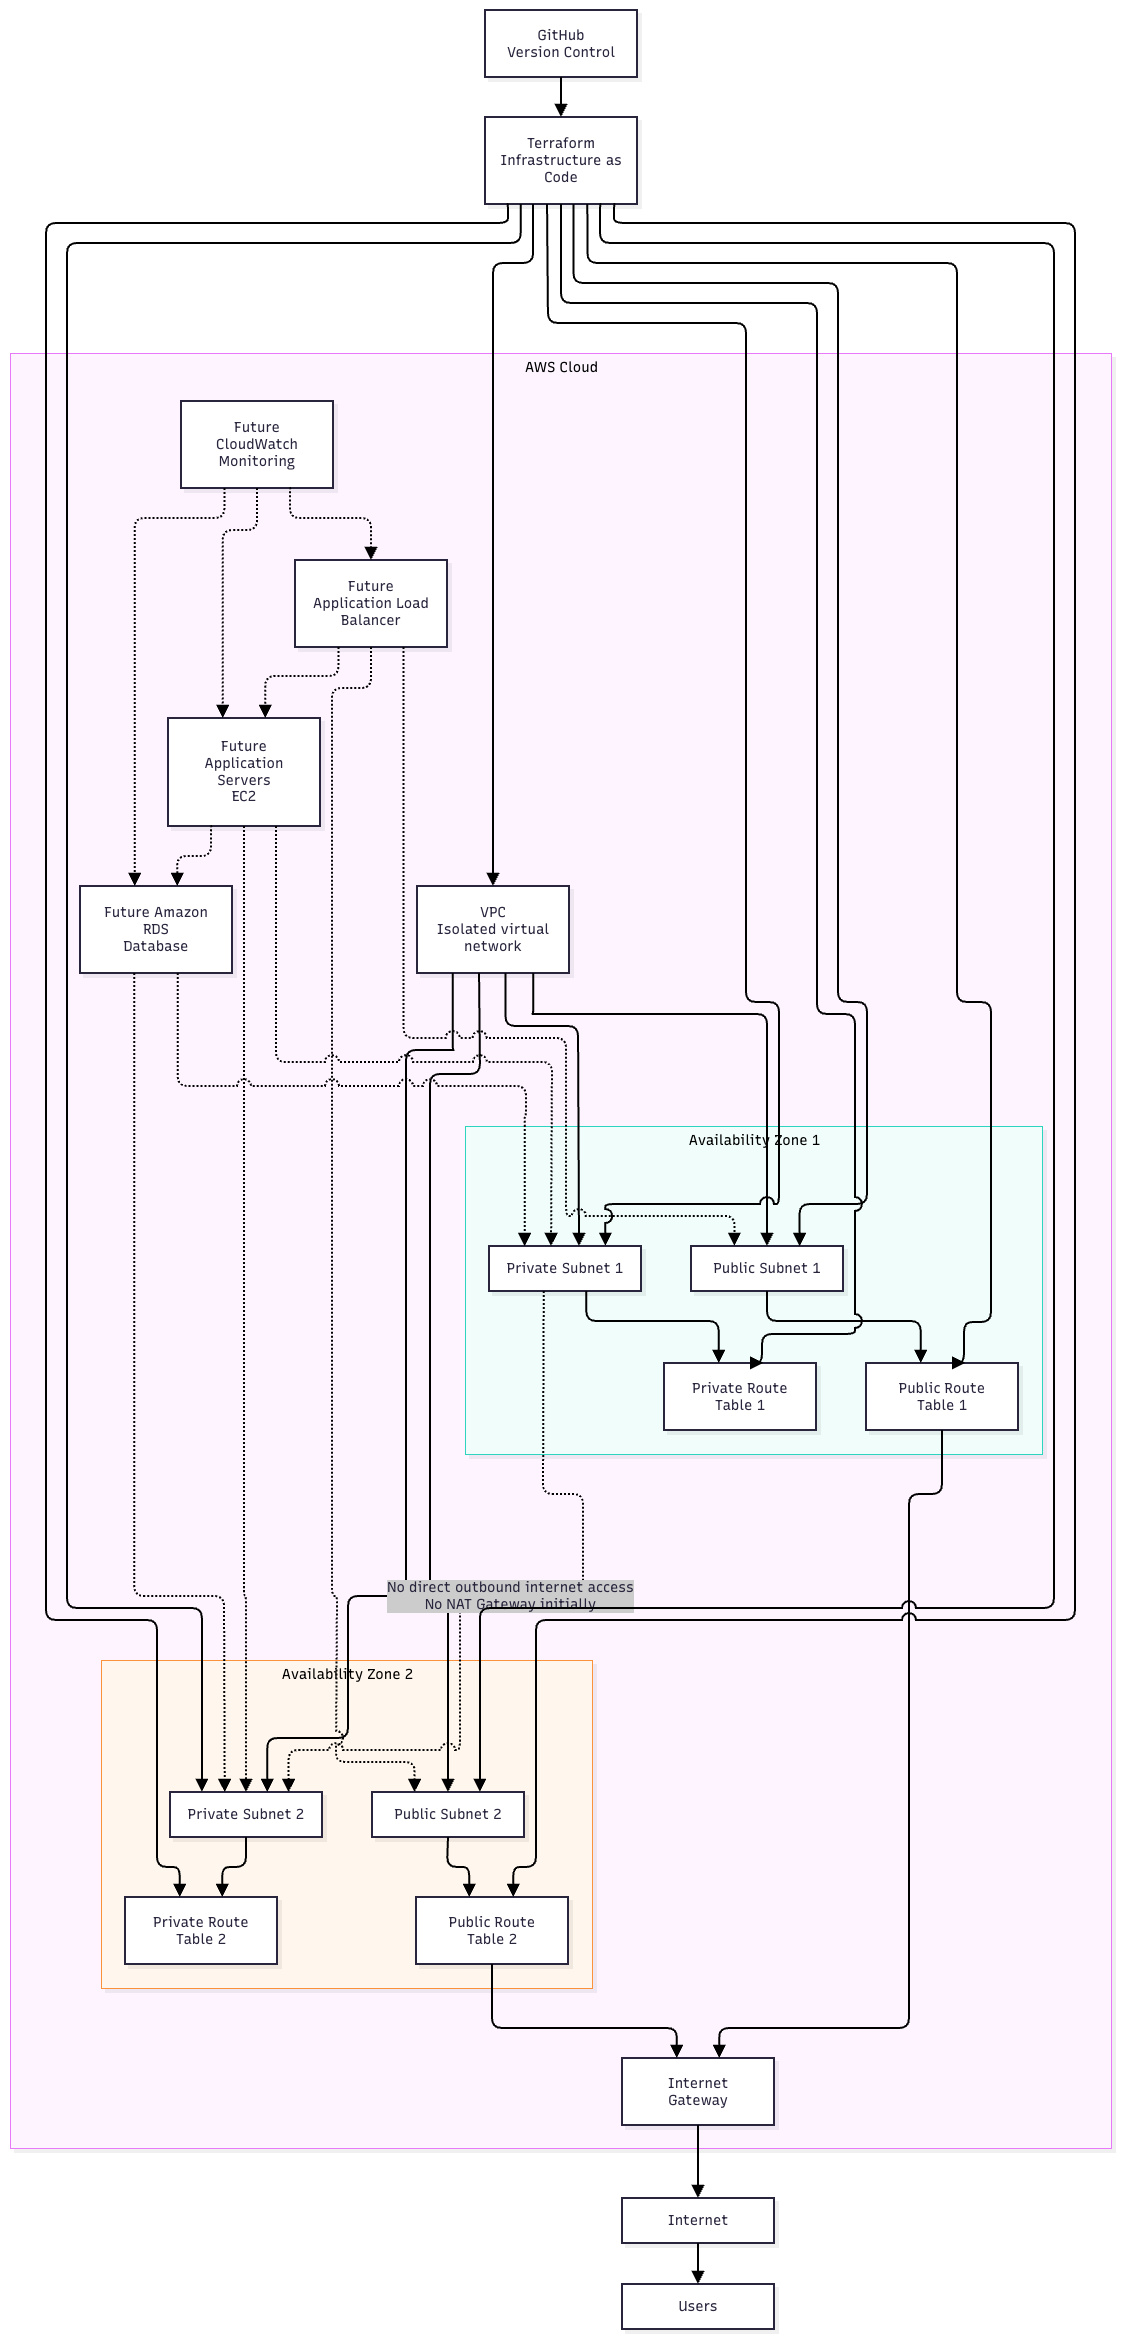 GitHub
Version Control
Terraform
Infrastructure as
Code
AWS Cloud
Future
CloudWatch
Monitoring
Future
Application Load
Balancer
Future
Application
Servers
EC2
Future Amazon
RDS
Database
VPC
Isolated virtual
network
Availability Zone 1
Private Subnet 1
Public Subnet 1
Private Route
Table 1
Public Route
Table 1
No direct outbound internet access
No NAT Gateway initially
Availability Zone 2
Private Subnet 2
Public Subnet 2
Private Route
Table 2
Public Route
Table 2
Internet
Gateway
Internet
Users